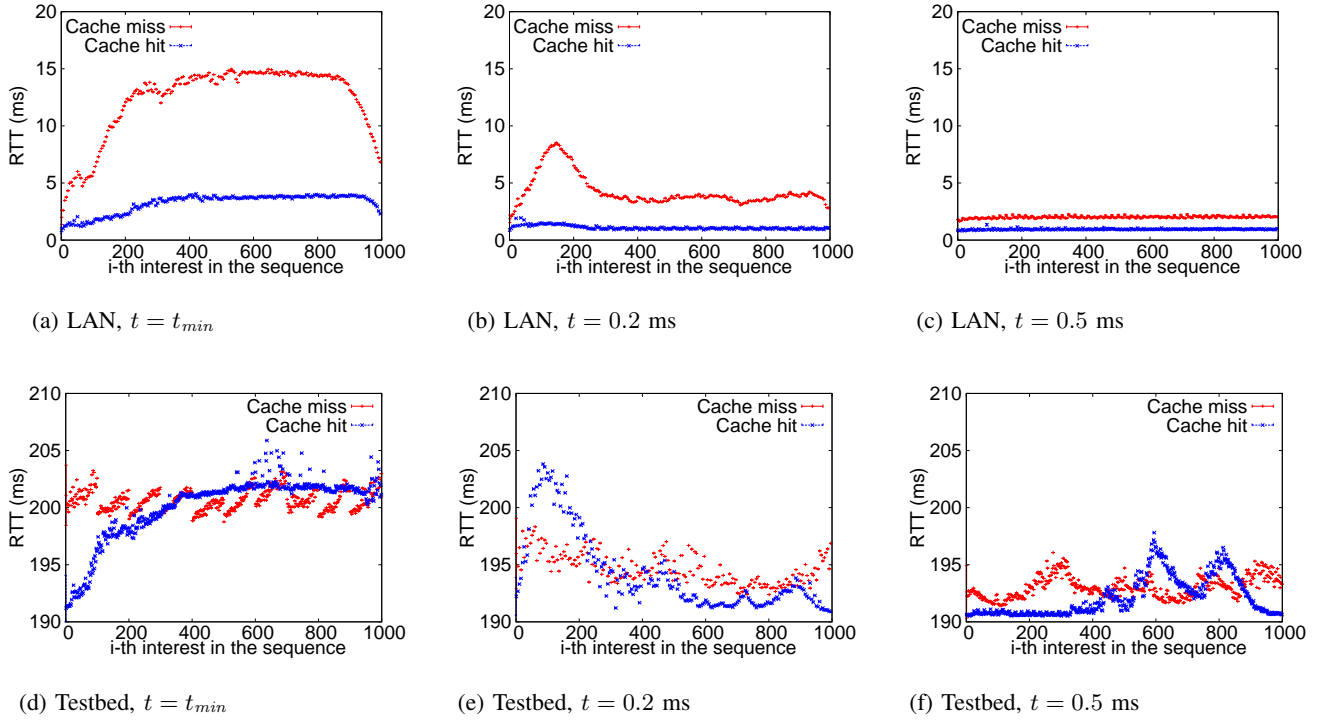 20
15
10
5
0
RTT (ms)
Cache miss
Cache hit
0 200 400 600 800 1000
i-th interest in the sequence
(a) LAN, t = t_min
20
15
10
5
0
RTT (ms)
Cache miss
Cache hit
0 200 400 600 800 1000
i-th interest in the sequence
(b) LAN, t = 0.2 ms
20
15
10
5
0
RTT (ms)
Cache miss
Cache hit
0 200 400 600 800 1000
i-th interest in the sequence
(c) LAN, t = 0.5 ms
210
205
200
195
190
RTT (ms)
Cache miss
Cache hit
0 200 400 600 800 1000
i-th interest in the sequence
(d) Testbed, t = t_min
210
205
200
195
190
RTT (ms)
Cache miss
Cache hit
0 200 400 600 800 1000
i-th interest in the sequence
(e) Testbed, t = 0.2 ms
210
205
200
195
190
RTT (ms)
Cache miss
Cache hit
0 200 400 600 800 1000
i-th interest in the sequence
(f) Testbed, t = 0.5 ms